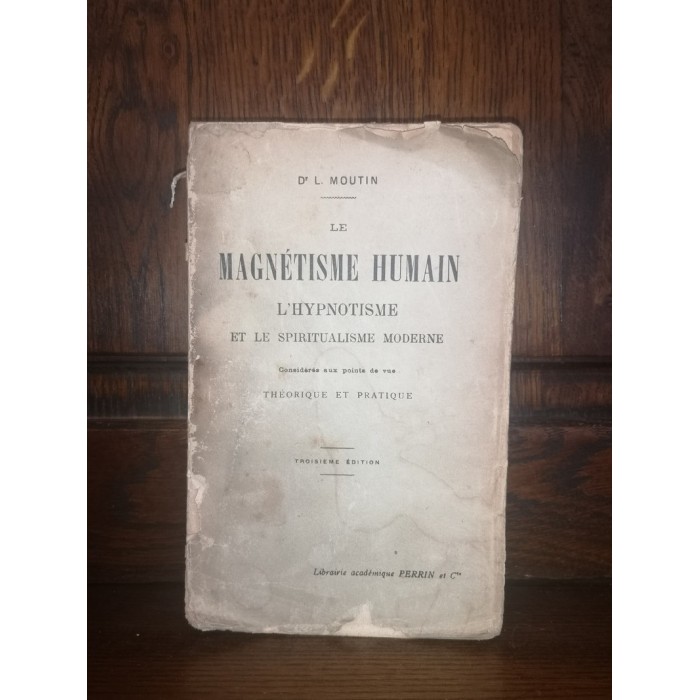 Dr L. MOUTIN
LE
MAGNÉTISME HUMAIN
L'HYPNOTISME
ET LE SPIRITUALISME MODERNE
Considérés aux points de vue
THÉORIQUE ET PRATIQUE
TROISIÈME ÉDITION
Librairie académique PERRIN et Cie